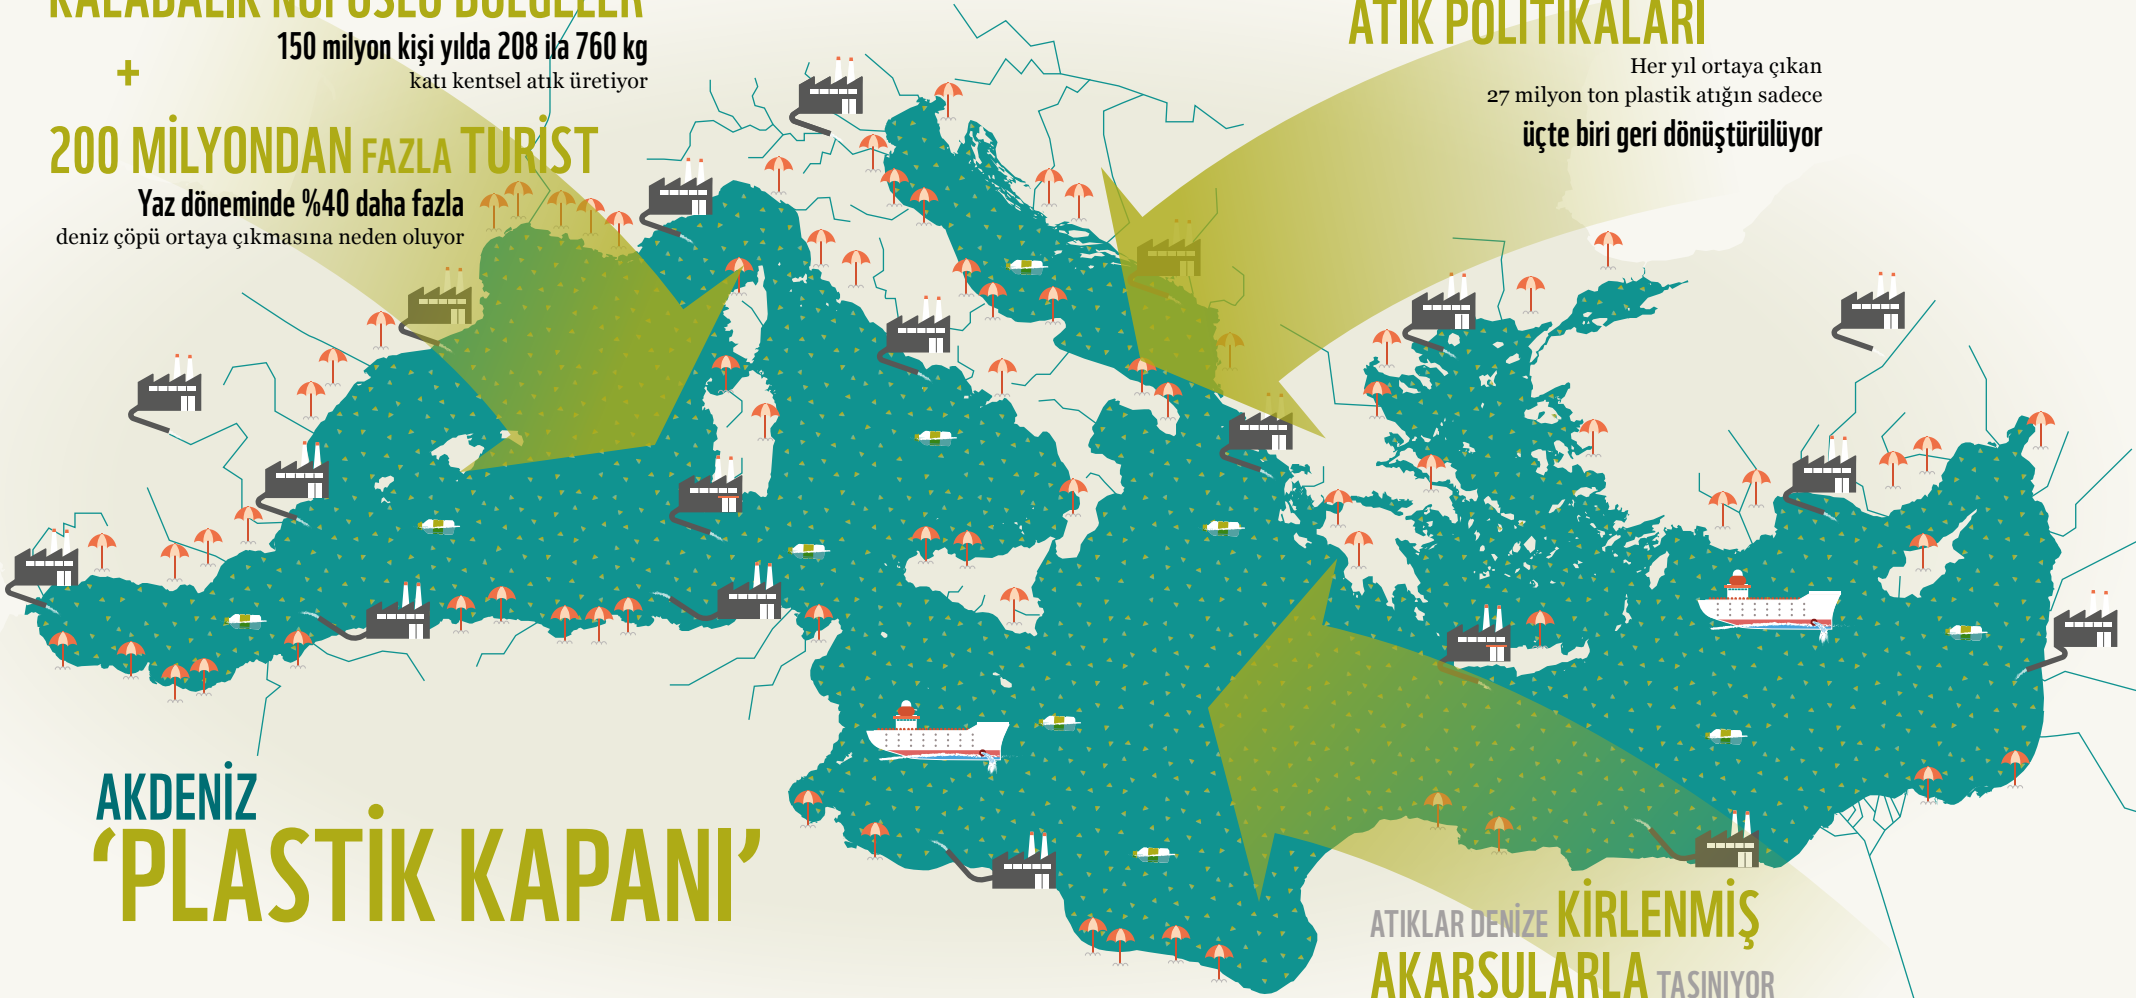 KALABALIK NÜFUSLU BÖLGELER
150 milyon kişi yılda 208 ila 760 kg
katı kentsel atık üretiyor
+
200 MİLYONDAN FAZLA TURİST
Yaz döneminde %40 daha fazla
deniz çöpü ortaya çıkmasına neden oluyor
ATIK POLİTİKALARI
Her yıl ortaya çıkan
27 milyon ton plastik atığın sadece
üçte biri geri dönüştürülüyor
AKDENİZ
‘PLASTİK KAPANI’
ATIKLAR DENİZE KİRLENMİŞ
AKARSULARLA TAŞINIYOR